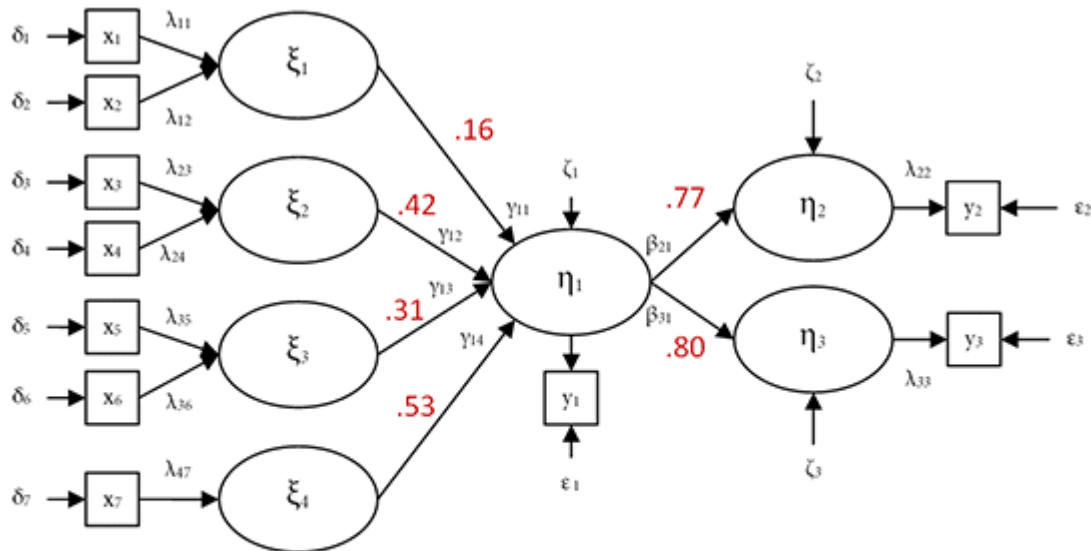 δ₁
x₁
λ₁₁
ξ₁
δ₂
x₂
λ₁₂
.16
δ₃
x₃
λ₂₃
ξ₂
.42
γ₁₁
γ₁₂
δ₄
x₄
λ₂₄
δ₅
x₅
λ₃₅
ξ₃
.31
γ₁₃
γ₁₄
δ₆
x₆
λ₃₆
.53
δ₇
x₇
λ₄₇
ξ₄
ζ₁
η₁
y₁
ε₁
β₂₁
.77
ζ₂
η₂
λ₂₂
y₂
ε₂
β₃₁
.80
η₃
λ₃₃
y₃
ε₃
ζ₃